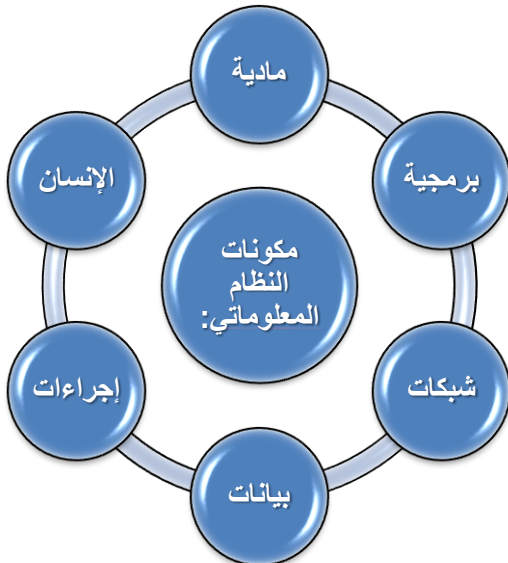 مكونات
النظام
المعلوماتي:
مادية
برمجية
شبكات
بيانات
إجراءات
الإنسان